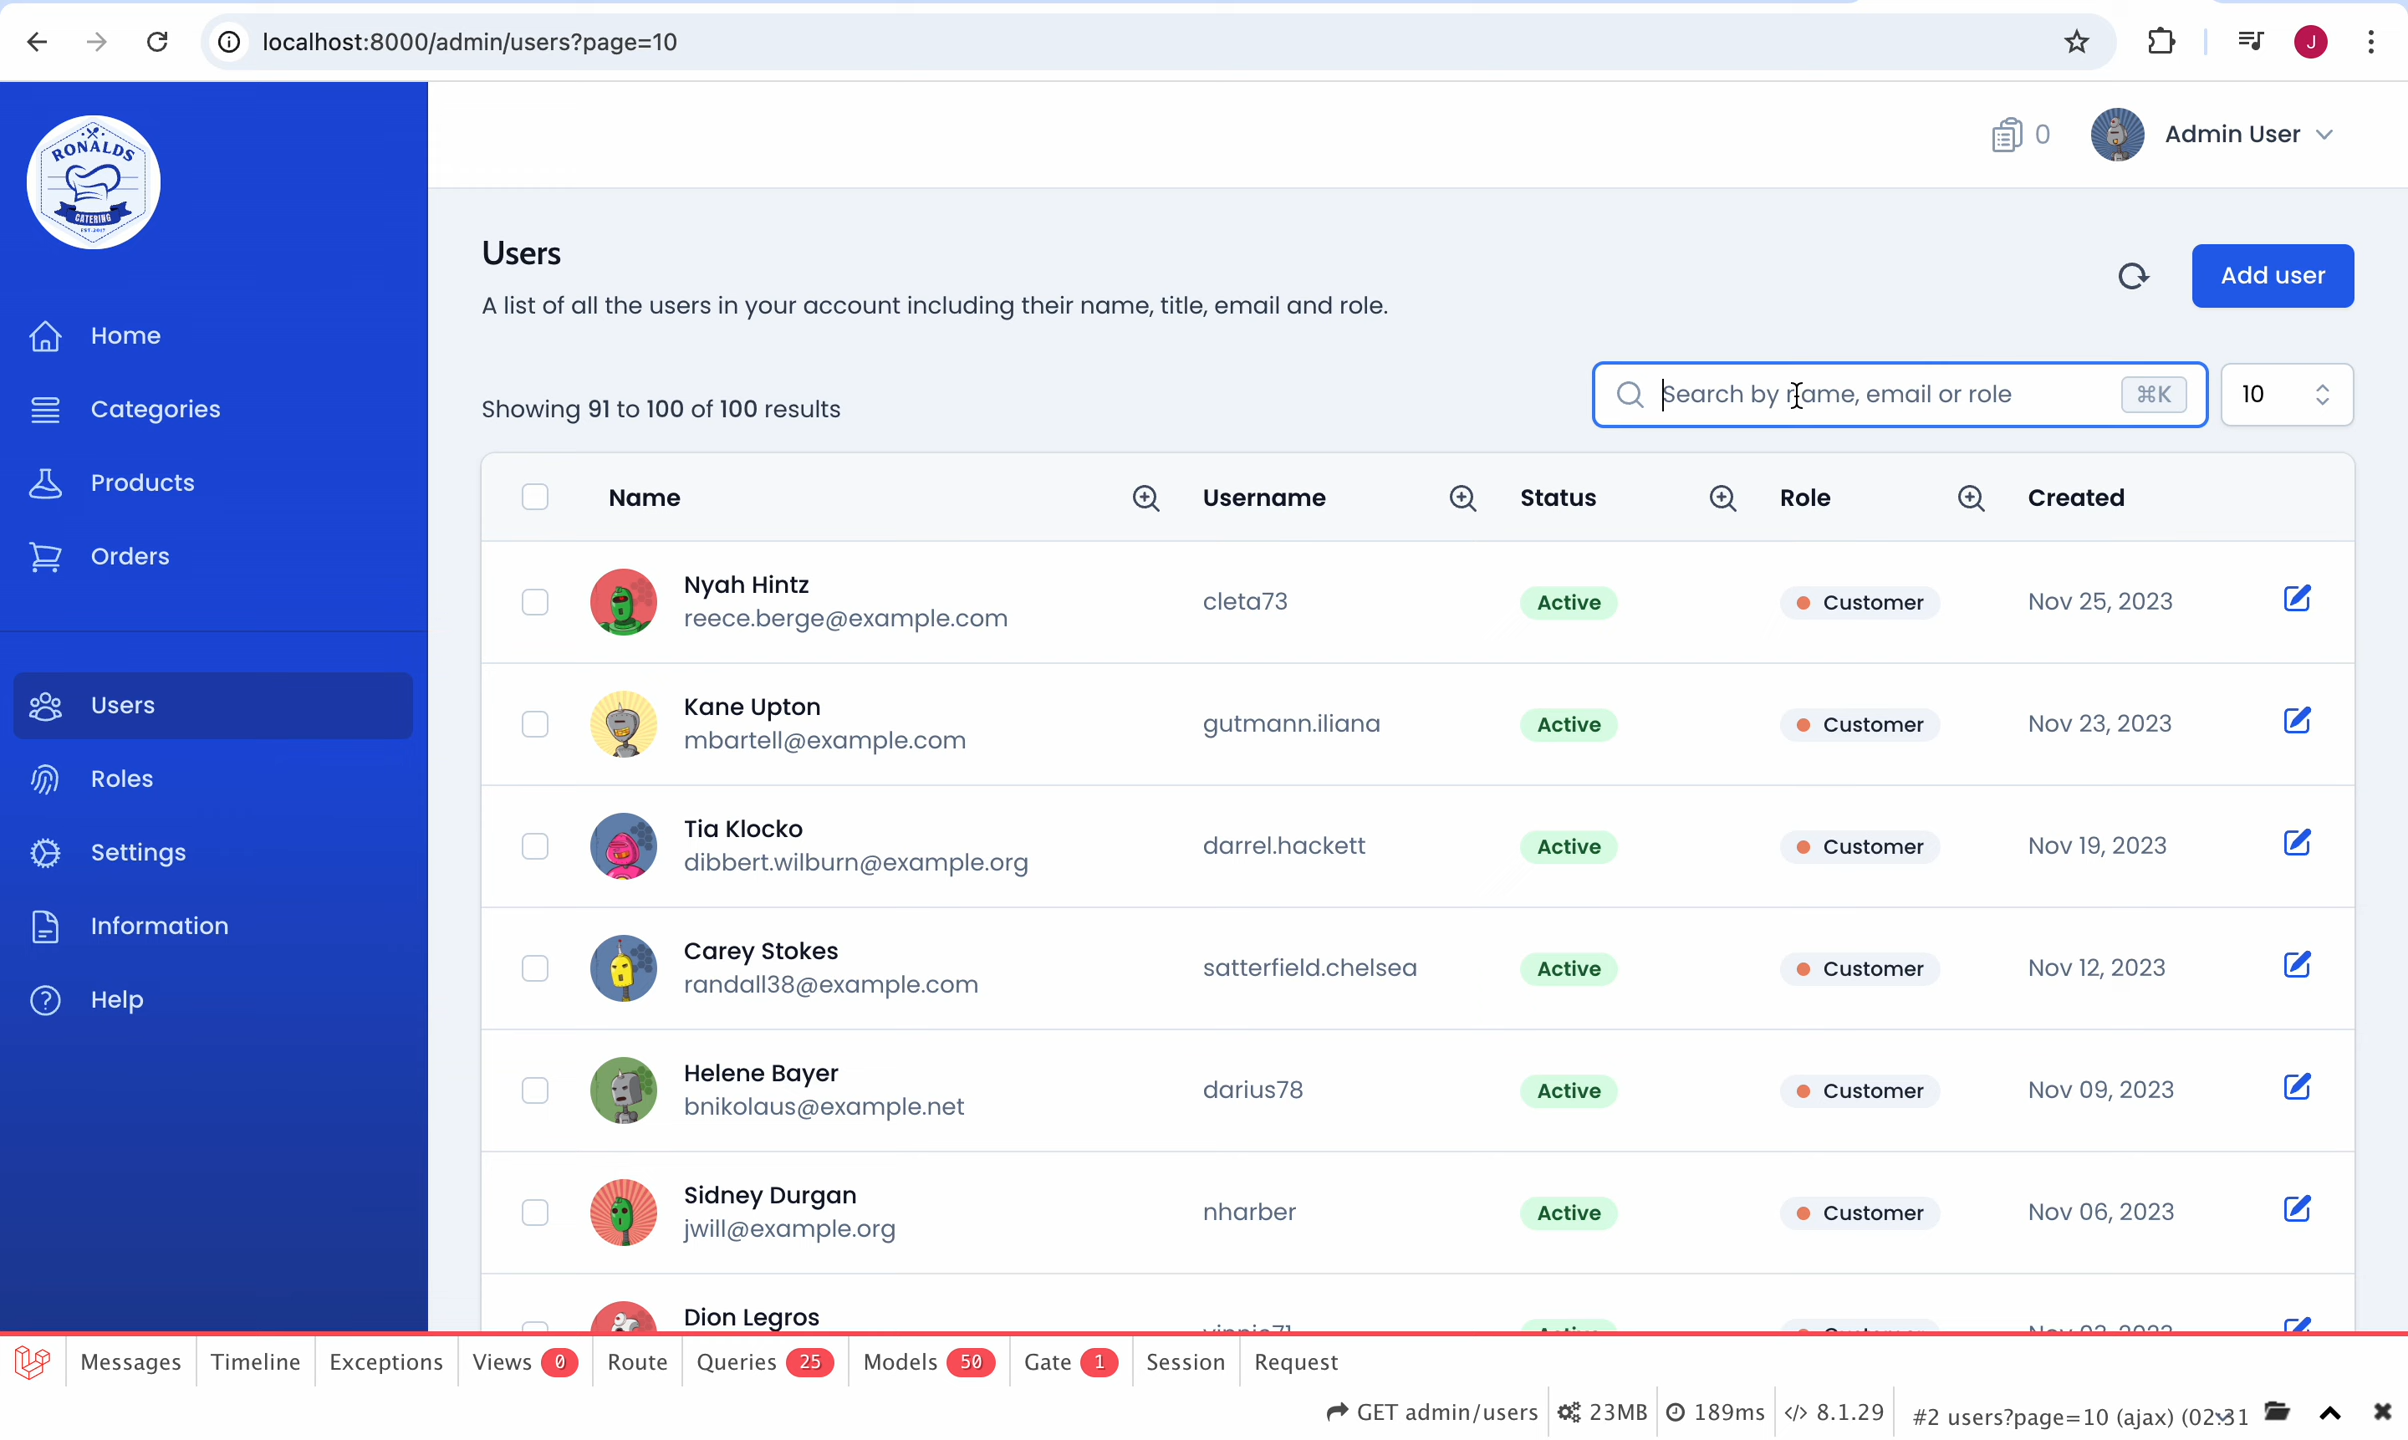 localhost:8000/admin/users?page=10
J
RONALDS
CATERING
EST.2017
0
Admin User
Home
Categories
Products
Orders
Users
Roles
Settings
Information
Help
Users
A list of all the users in your account including their name, title, email and role.
Add user
Showing 91 to 100 of 100 results
Search by name, email or role
⌘K
10
Name Username Status Role Created
Nyah Hintz
reece.berge@example.com
cleta73 Active Customer Nov 25, 2023
Kane Upton
mbartell@example.com
gutmann.iliana Active Customer Nov 23, 2023
Tia Klocko
dibbert.wilburn@example.org
darrel.hackett Active Customer Nov 19, 2023
Carey Stokes
randall38@example.com
satterfield.chelsea Active Customer Nov 12, 2023
Helene Bayer
bnikolaus@example.net
darius78 Active Customer Nov 09, 2023
Sidney Durgan
jwill@example.org
nharber Active Customer Nov 06, 2023
Dion Legros
Messages Timeline Exceptions Views 0 Route Queries 25 Models 50 Gate 1 Session Request
GET admin/users 23MB 189ms </> 8.1.29 #2 users?page=10 (ajax) (02:31